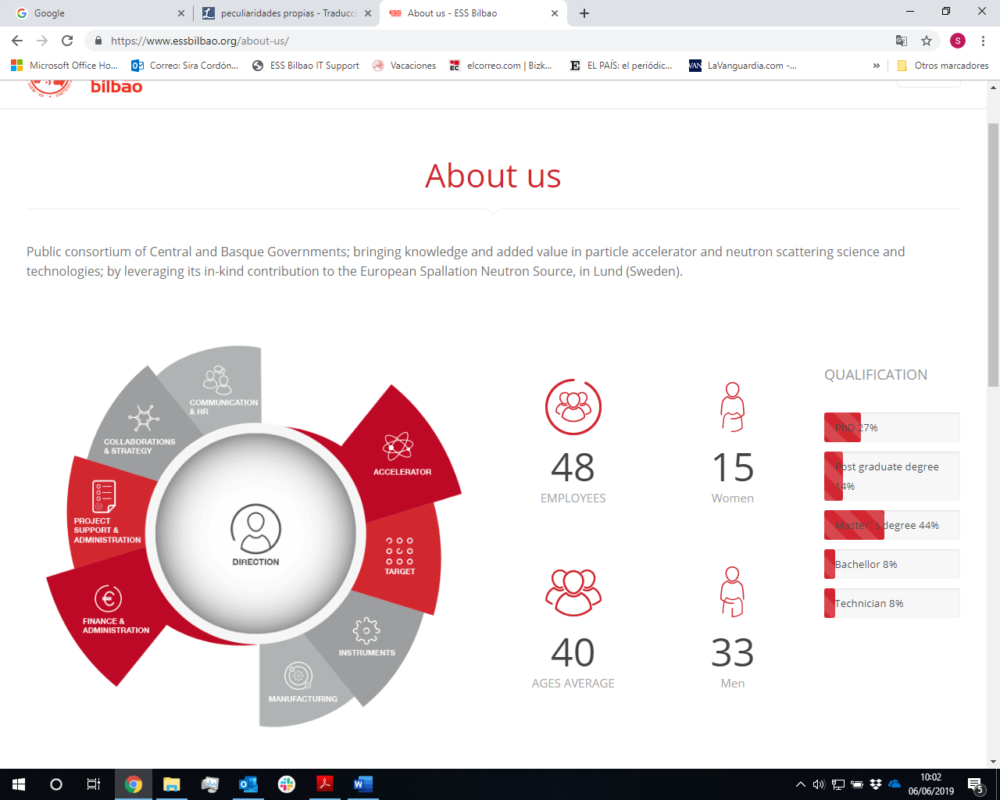 Google
peculiaridades propias - Traducci
ESS
About us - ESS Bilbao
https://www.essbilbao.org/about-us/
S
Microsoft Office Ho...
Correo: Sira Cordón...
ESS Bilbao IT Support
Vacaciones
EC
elcorreo.com | Bizk...
E
EL PAÍS: el periódic...
VAN
LaVanguardia.com -...
»
Otros marcadores
bilbao
About us
Public consortium of Central and Basque Governments; bringing knowledge and added value in particle accelerator and neutron scattering science and
technologies; by leveraging its in-kind contribution to the European Spallation Neutron Source, in Lund (Sweden).
COMMUNICATION
& HR
COLLABORATIONS
& STRATEGY
PROJECT
SUPPORT &
ADMINISTRATION
FINANCE &
ADMINISTRATION
DIRECTION
ACCELERATOR
TARGET
INSTRUMENTS
MANUFACTURING
48
EMPLOYEES
15
Women
40
AGES AVERAGE
33
Men
QUALIFICATION
PhD 27%
Post graduate degree
14%
Master´s degree 44%
Bachellor 8%
Technician 8%
10:02
06/06/2019
5